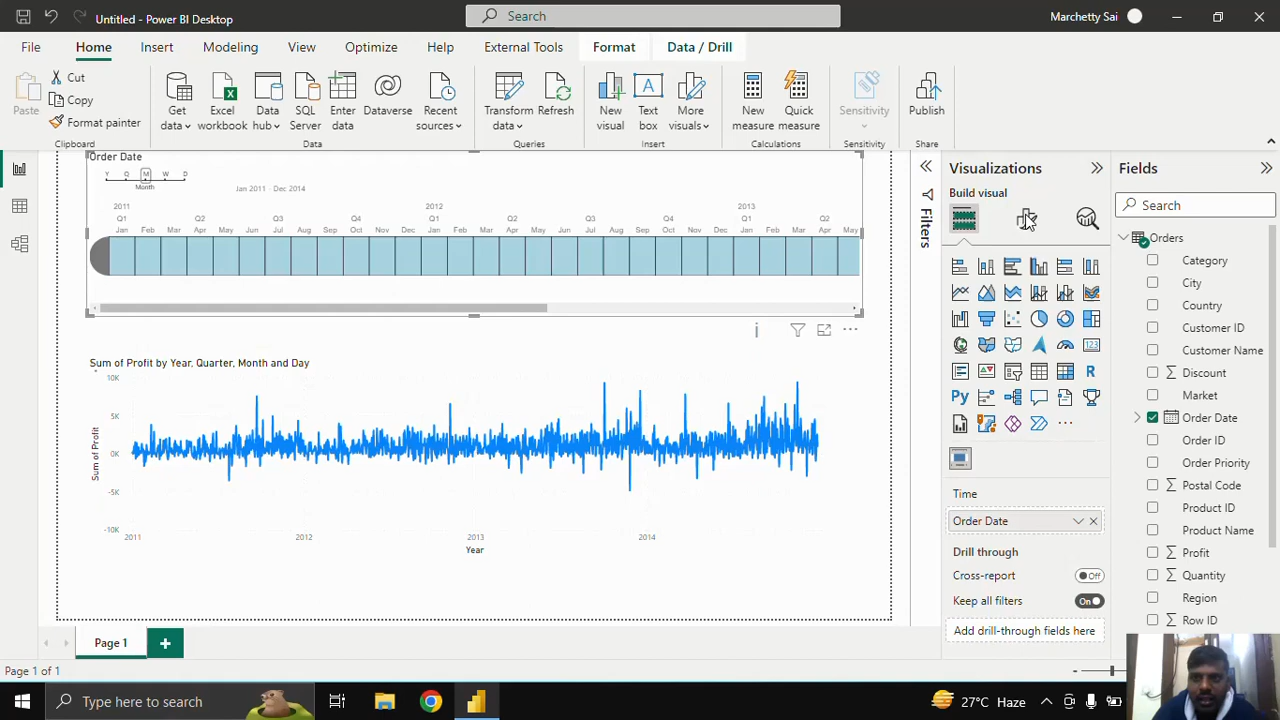 Untitled - Power BI Desktop
Search
Marchetty Sai
File
Home
Insert
Modeling
View
Optimize
Help
External Tools
Format
Data / Drill
Paste
Cut
Copy
Format painter
Clipboard
Get data
Excel workbook
Data hub
SQL Server
Enter data
Dataverse
Recent sources
Data
Transform data
Refresh
Queries
New visual
Text box
More visuals
Insert
New measure
Quick measure
Calculations
Sensitivity
Sensitivity
Publish
Share
Order Date
Y Q M W D
Month
Jan 2011 - Dec 2014
2011 2012 2013
Q1 Q2 Q3 Q4 Q1 Q2 Q3 Q4 Q1 Q2
Jan Feb Mar Apr May Jun Jul Aug Sep Oct Nov Dec Jan Feb Mar Apr May Jun Jul Aug Sep Oct Nov Dec Jan Feb Mar Apr May
Sum of Profit by Year, Quarter, Month and Day
Sum of Profit
10K
5K
0K
-5K
-10K
2011 2012 2013 2014
Year
Filters
Visualizations
Build visual
123
R
Py
Time
Order Date
Drill through
Cross-report
Off
Keep all filters
On
Add drill-through fields here
Fields
Search
Orders
Category
City
Country
Customer ID
Customer Name
Discount
Market
Order Date
Order ID
Order Priority
Postal Code
Product ID
Product Name
Profit
Quantity
Region
Row ID
Page 1
Page 1 of 1
Type here to search
27°C Haze